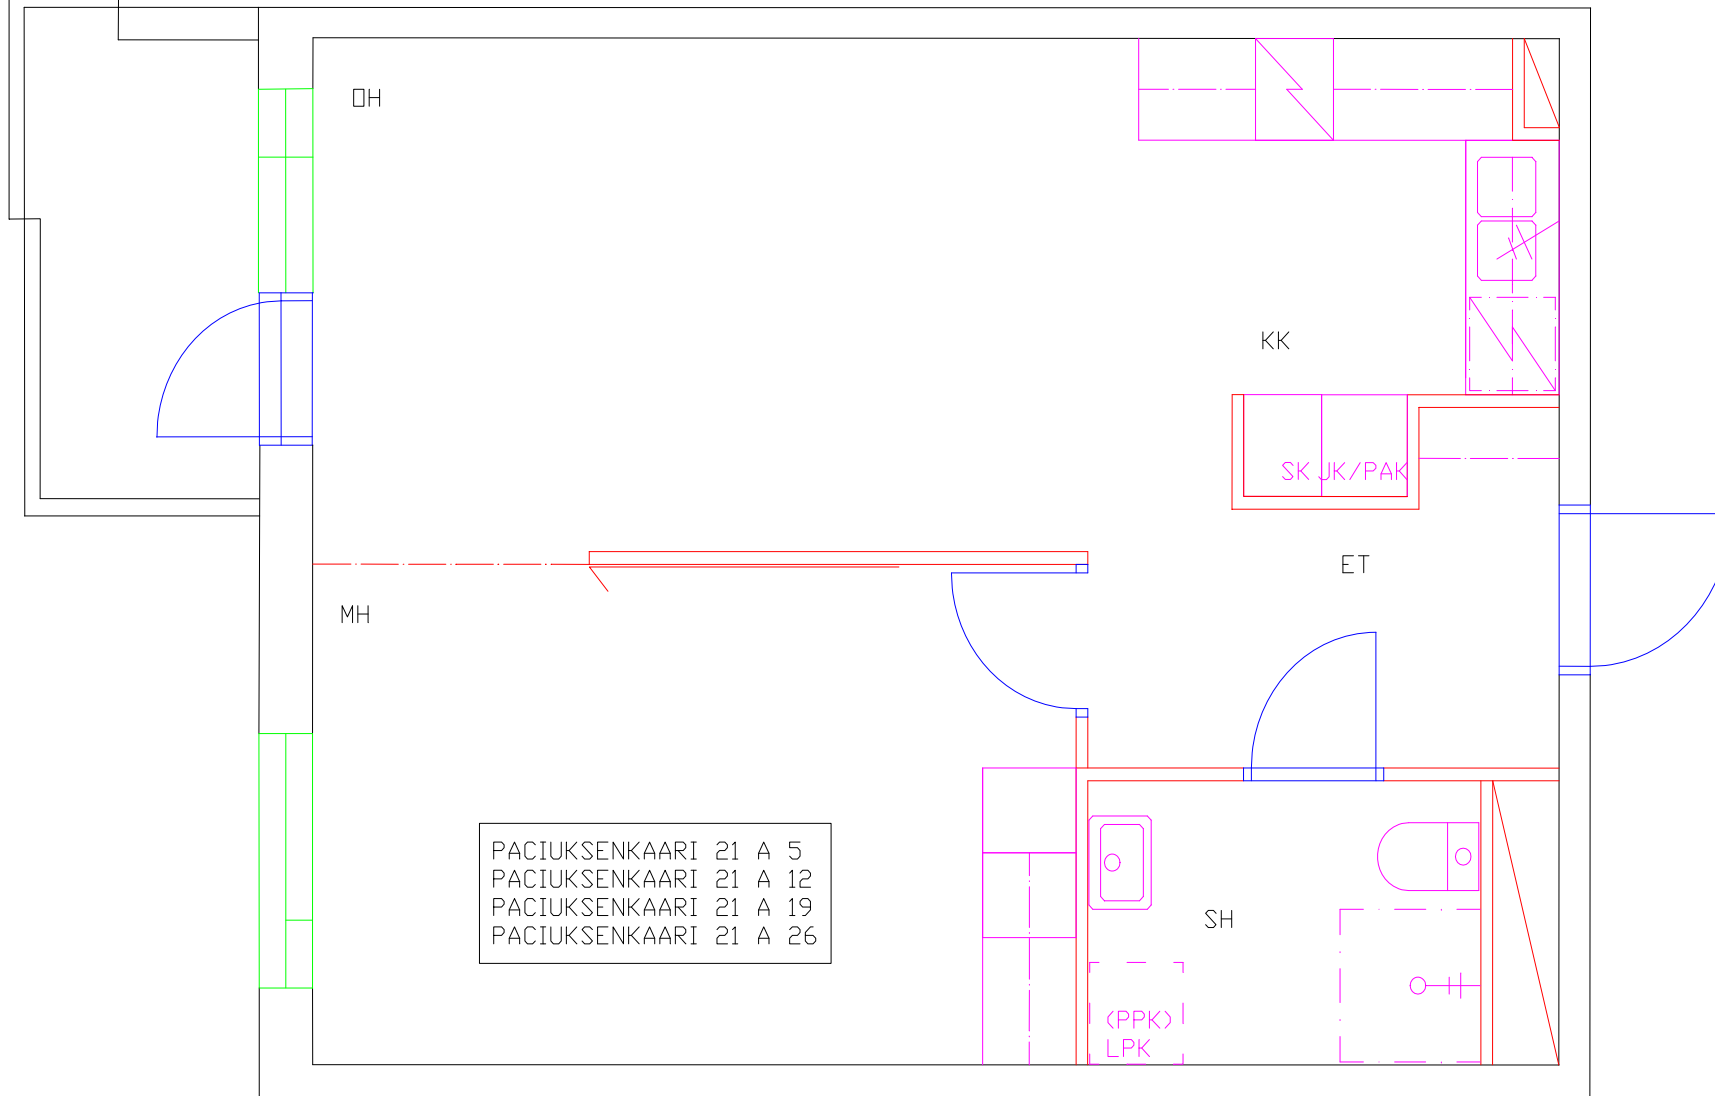 OH
KK
SK JK/PAK
ET
MH
PACIUKSENKAARI 21 A 5
PACIUKSENKAARI 21 A 12
PACIUKSENKAARI 21 A 19
PACIUKSENKAARI 21 A 26
SH
(PPK)
LPK